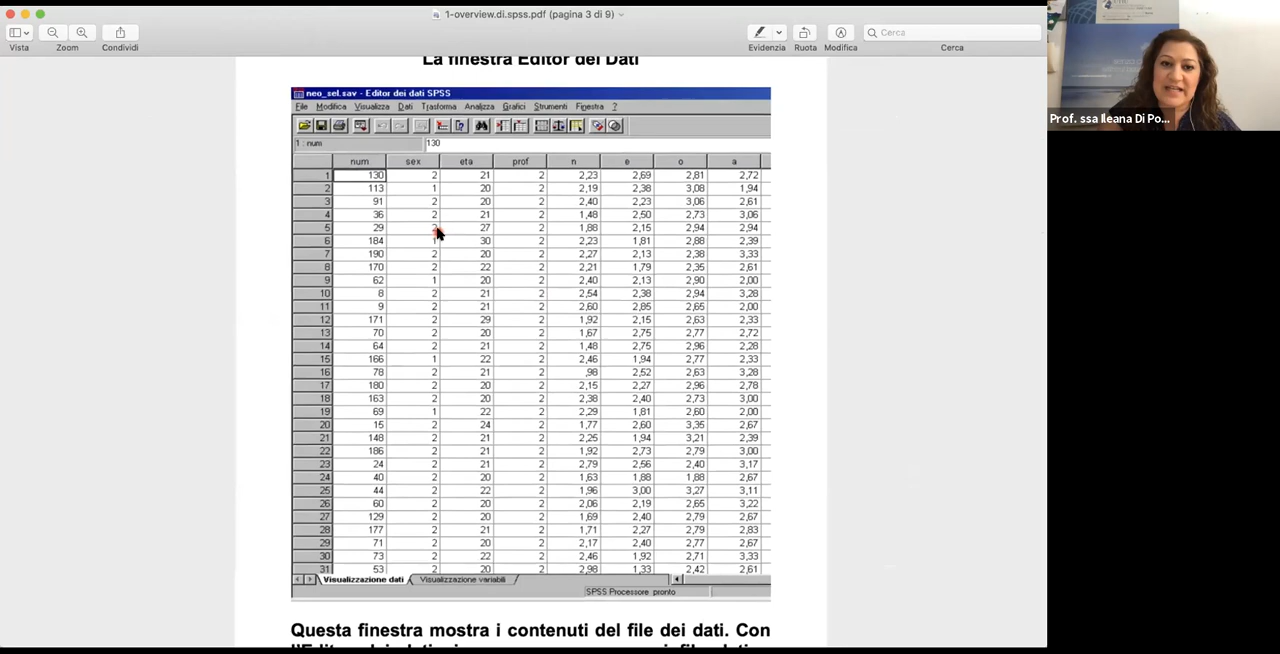 1-overview.di.spss.pdf (pagina 3 di 9)
Vista Zoom Condividi Evidenzia Ruota Modifica Cerca
Cerca
Prof. ssa Ileana Di Po...
La finestra Editor dei Dati
neo_sel.sav - Editor dei dati SPSS
File Modifica Visualizza Dati Trasforma Analizza Grafici Strumenti Finestra ?
1 : num 130
num sex eta prof n e o a
1 130 2 21 2 2,23 2,69 2,81 2,72
2 113 1 20 2 2,19 2,38 3,08 1,94
3 91 2 20 2 2,40 2,23 3,06 2,61
4 36 2 21 2 1,48 2,50 2,73 3,06
5 29 2 27 2 1,88 2,15 2,94 2,94
6 184 1 30 2 2,23 1,81 2,88 2,39
7 190 2 20 2 2,27 2,13 2,38 3,33
8 170 2 22 2 2,21 1,79 2,35 2,61
9 62 1 20 2 2,40 2,13 2,90 2,00
10 8 2 21 2 2,54 2,38 2,94 3,28
11 9 2 21 2 2,60 2,85 2,65 2,00
12 171 2 29 2 1,92 2,15 2,63 2,33
13 70 2 20 2 1,67 2,75 2,77 2,72
14 64 2 21 2 1,48 2,75 2,96 2,28
15 166 1 22 2 2,46 1,94 2,77 2,33
16 78 2 21 2 ,98 2,52 2,63 3,28
17 180 2 20 2 2,15 2,27 2,96 2,78
18 163 2 20 2 2,38 2,40 2,73 3,00
19 69 1 22 2 2,29 1,81 2,60 2,00
20 15 2 24 2 1,77 2,60 3,35 2,67
21 148 2 21 2 2,25 1,94 3,21 2,39
22 186 2 21 2 1,92 2,73 2,79 3,00
23 24 2 21 2 2,79 2,56 2,40 3,17
24 40 2 20 2 1,63 1,88 1,88 2,67
25 44 2 22 2 1,96 3,00 3,27 3,11
26 60 2 20 2 2,06 2,19 2,65 3,22
27 129 2 20 2 1,69 2,40 2,79 2,67
28 177 2 21 2 1,71 2,27 2,79 2,83
29 71 2 20 2 2,17 2,40 2,77 2,67
30 73 2 22 2 2,46 1,92 2,71 3,33
31 53 2 20 2 2,98 1,33 2,42 2,61
Visualizzazione dati Visualizzazione variabili
SPSS Processore pronto
Questa finestra mostra i contenuti del file dei dati. Con